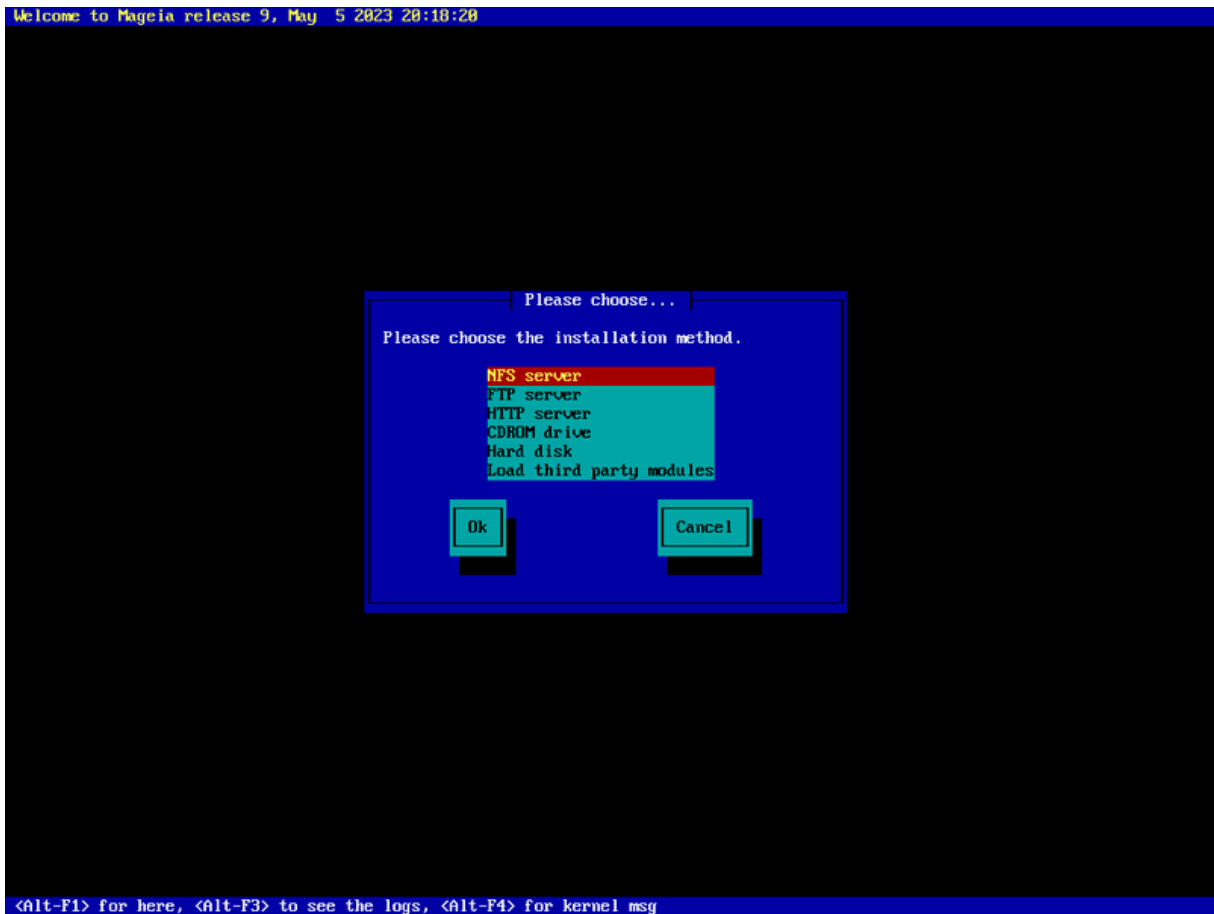 Welcome to Mageia release 9, May  5 2023 20:18:20
Please choose...
Please choose the installation method.
NFS server
FTP server
HTTP server
CDROM drive
Hard disk
Load third party modules
Ok
Cancel
<Alt-F1> for here, <Alt-F3> to see the logs, <Alt-F4> for kernel msg